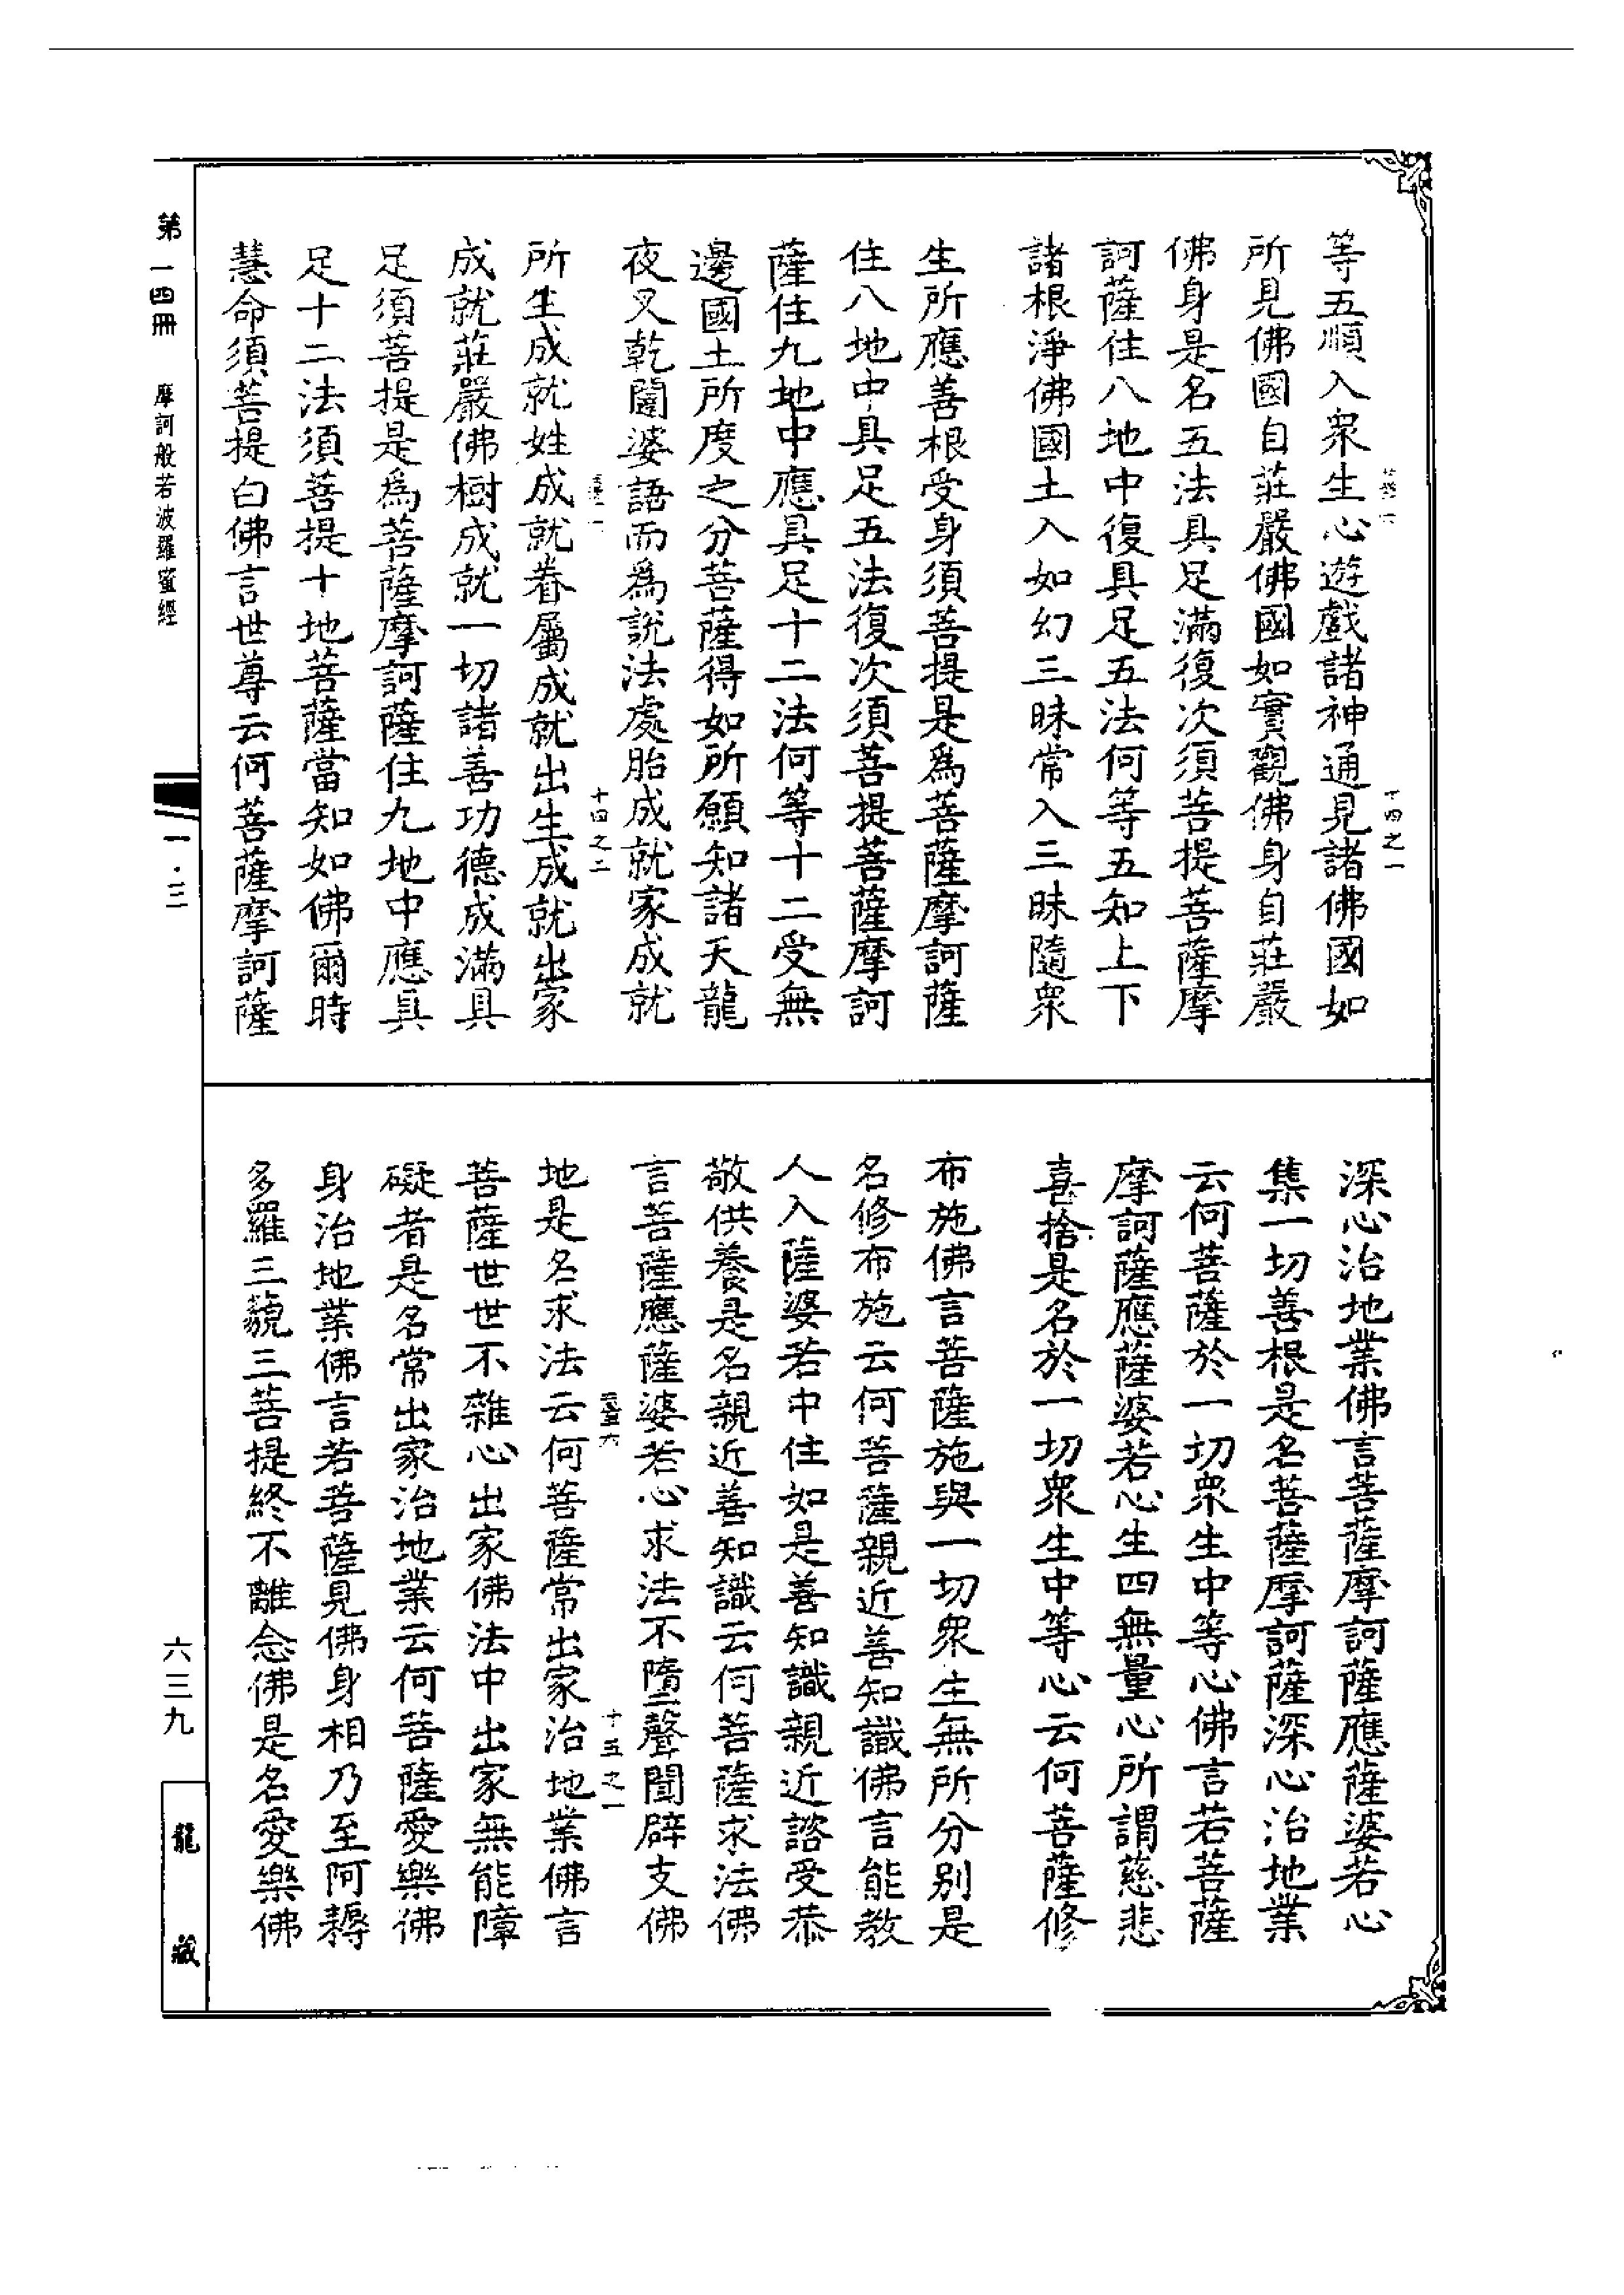 等五順入衆生心遊戲諸神通見諸佛國如
所見佛國自莊嚴佛國如實觀佛身自莊嚴
佛身是名五法具足滿復次須菩提菩薩摩
訶薩住八地中復具足五法何等五知上下
諸根淨佛國土入如幻三昧常入三昧隨衆
生所應善根受身須菩提是爲菩薩摩訶薩
住八地中具足五法復次須菩提菩薩摩訶
薩住九地中應具足十二法何等十二受無
邊國土所度之分菩薩得如所願知諸天龍
夜叉乾闥婆語而爲說法處胎成就家成就
十四之二
所生成就姓成就眷屬成就出生成就出家
成就莊嚴佛樹成就一切諸善功德成滿具
足須菩提是爲菩薩摩訶薩住九地中應具
足十二法須菩提十地菩薩當知如佛爾時
慧命須菩提白佛言世尊云何菩薩摩訶薩
深心治地業佛言菩薩摩訶薩應薩婆若心
集一切善根是名菩薩摩訶薩深心治地業
云何菩薩於一切衆生中等心佛言若菩薩
摩訶薩應薩婆若心生四無量心所謂慈悲
喜捨是名於一切衆生中等心云何菩薩修
布施佛言菩薩施與一切衆生無所分別是
名修布施云何菩薩親近善知識佛言能教
人入薩婆若中住如是善知識親近諮受恭
敬供養是名親近善知識云何菩薩求法佛
言菩薩應薩婆若心求法不墮聲聞辟支佛
十五之一
地是名求法云何菩薩常出家治地業佛言
菩薩世世不雜心出家佛法中出家無能障
礙者是名常出家治地業云何菩薩愛樂佛
身治地業佛言若菩薩見佛身相乃至阿耨
多羅三藐三菩提終不離念佛是名愛樂佛
第一四冊 摩訶般若波羅蜜經
一·三
六三九
龍藏